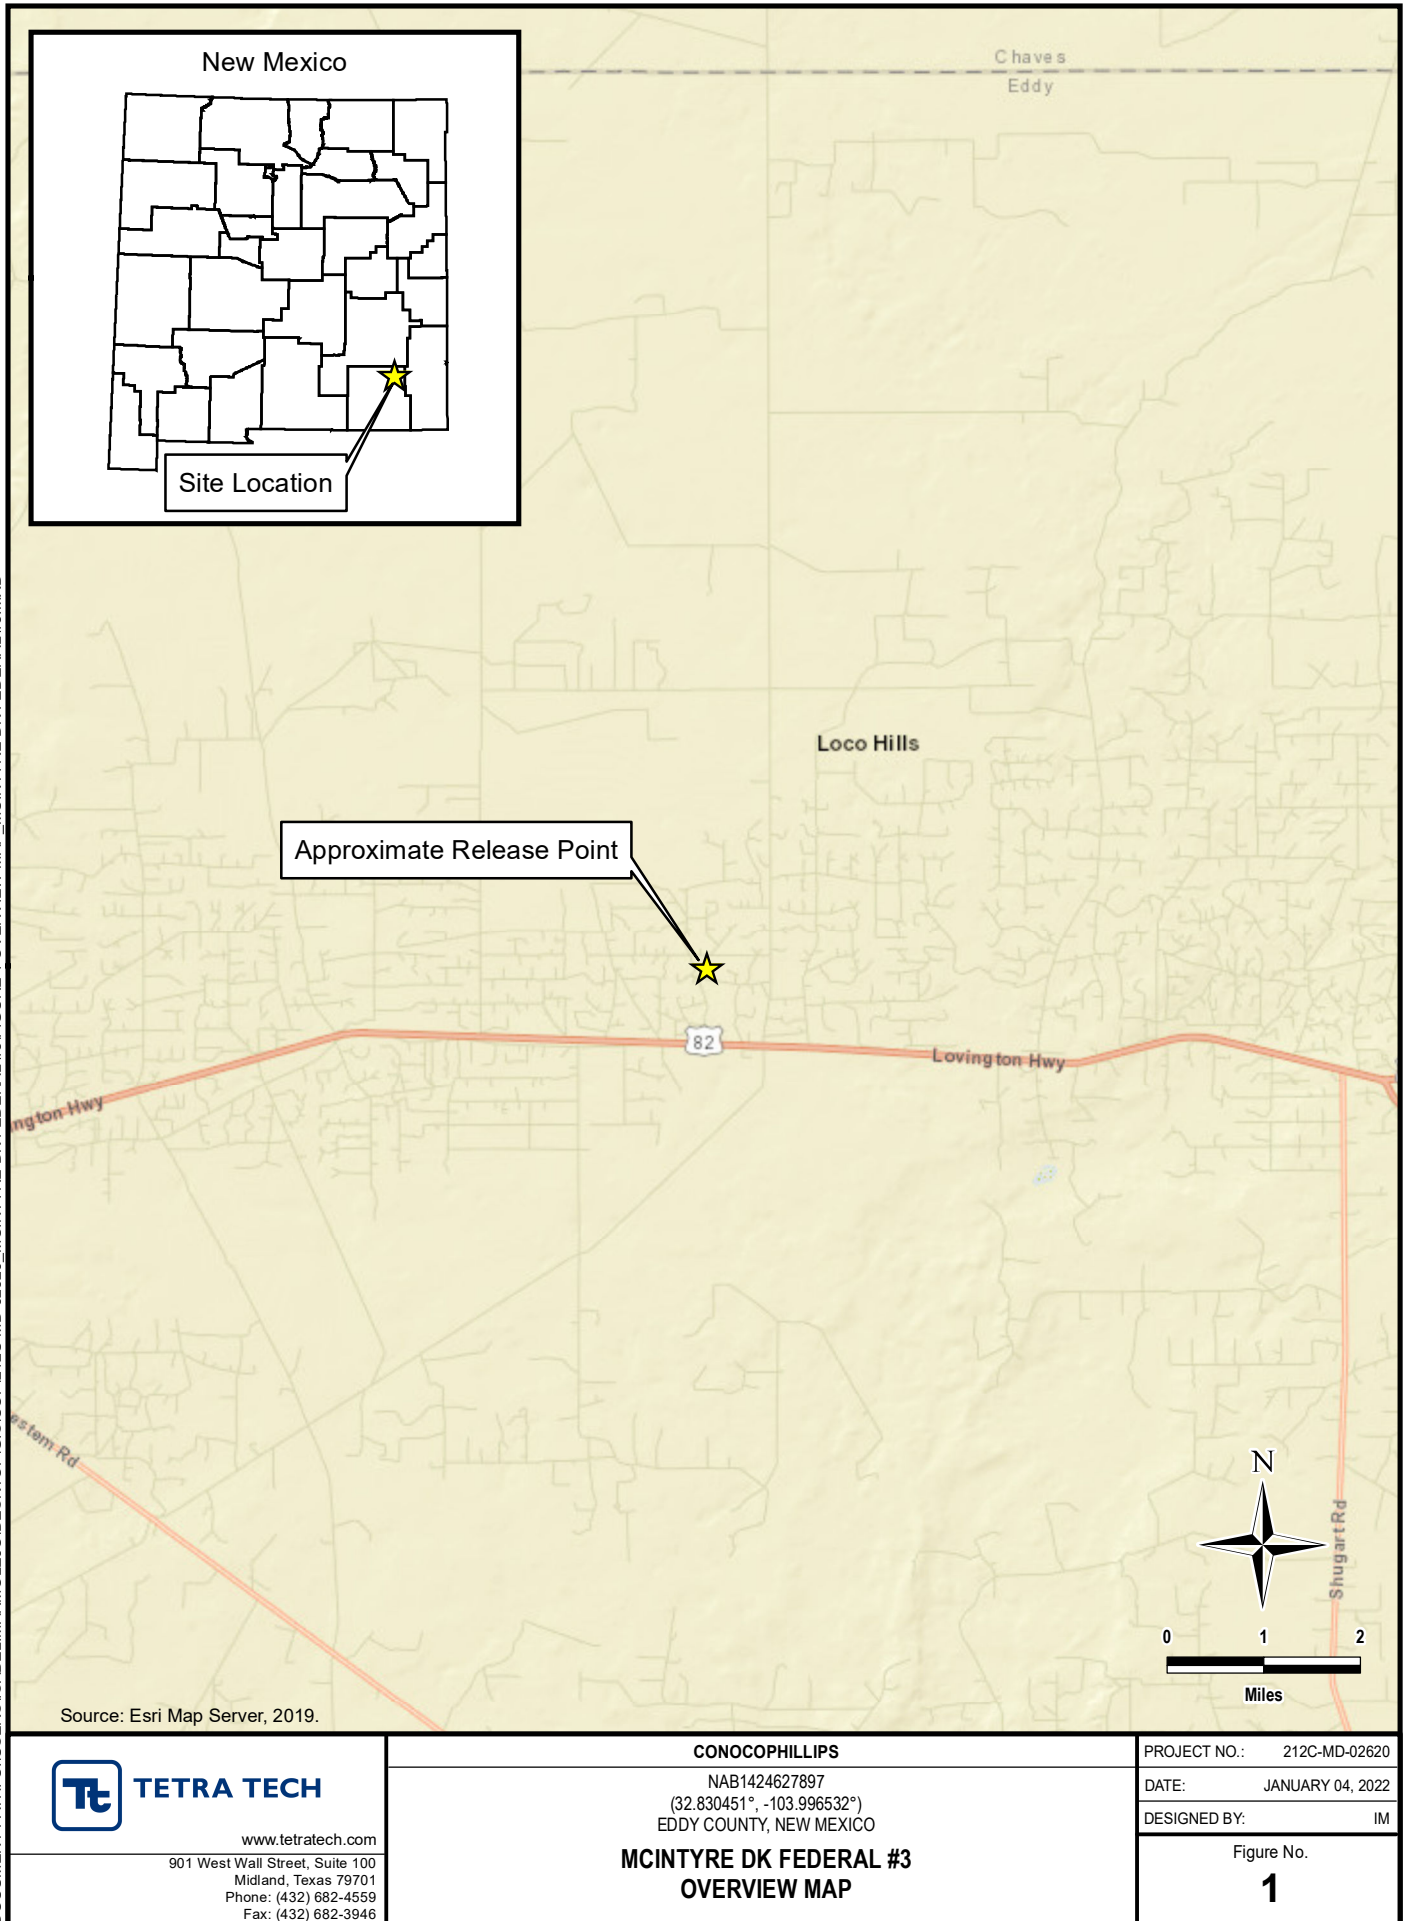 New Mexico
Site Location
Chaves
Eddy
Loco Hills
Approximate Release Point
82
Lovington Hwy
ngton Hwy
estern Rd
N
Shugart Rd
0 1 2
Miles
Source: Esri Map Server, 2019.
Tt TETRA TECH
www.tetratech.com
901 West Wall Street, Suite 100
Midland, Texas 79701
Phone: (432) 682-4559
Fax: (432) 682-3946
CONOCOPHILLIPS
NAB1424627897
(32.830451°, -103.996532°)
EDDY COUNTY, NEW MEXICO
MCINTYRE DK FEDERAL #3
OVERVIEW MAP
PROJECT NO.: 212C-MD-02620
DATE: JANUARY 04, 2022
DESIGNED BY: IM
Figure No.
1